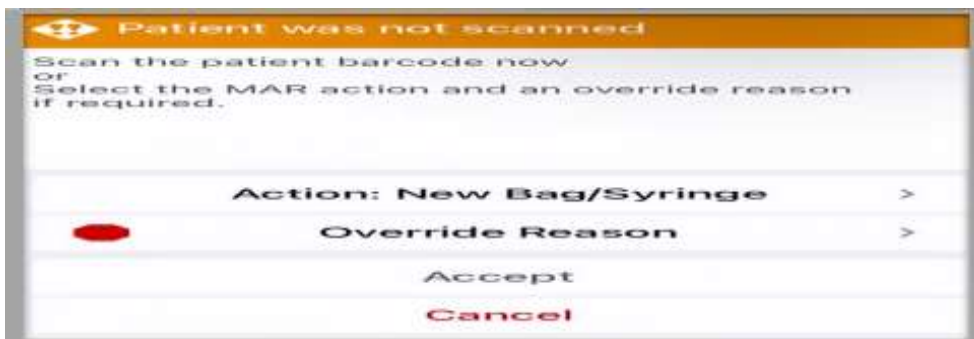 Patient was not scanned
Scan the patient barcode now
or
Select the MAR action and an override reason
if required.
Action: New Bag/Syringe >
Override Reason >
Accept
Cancel